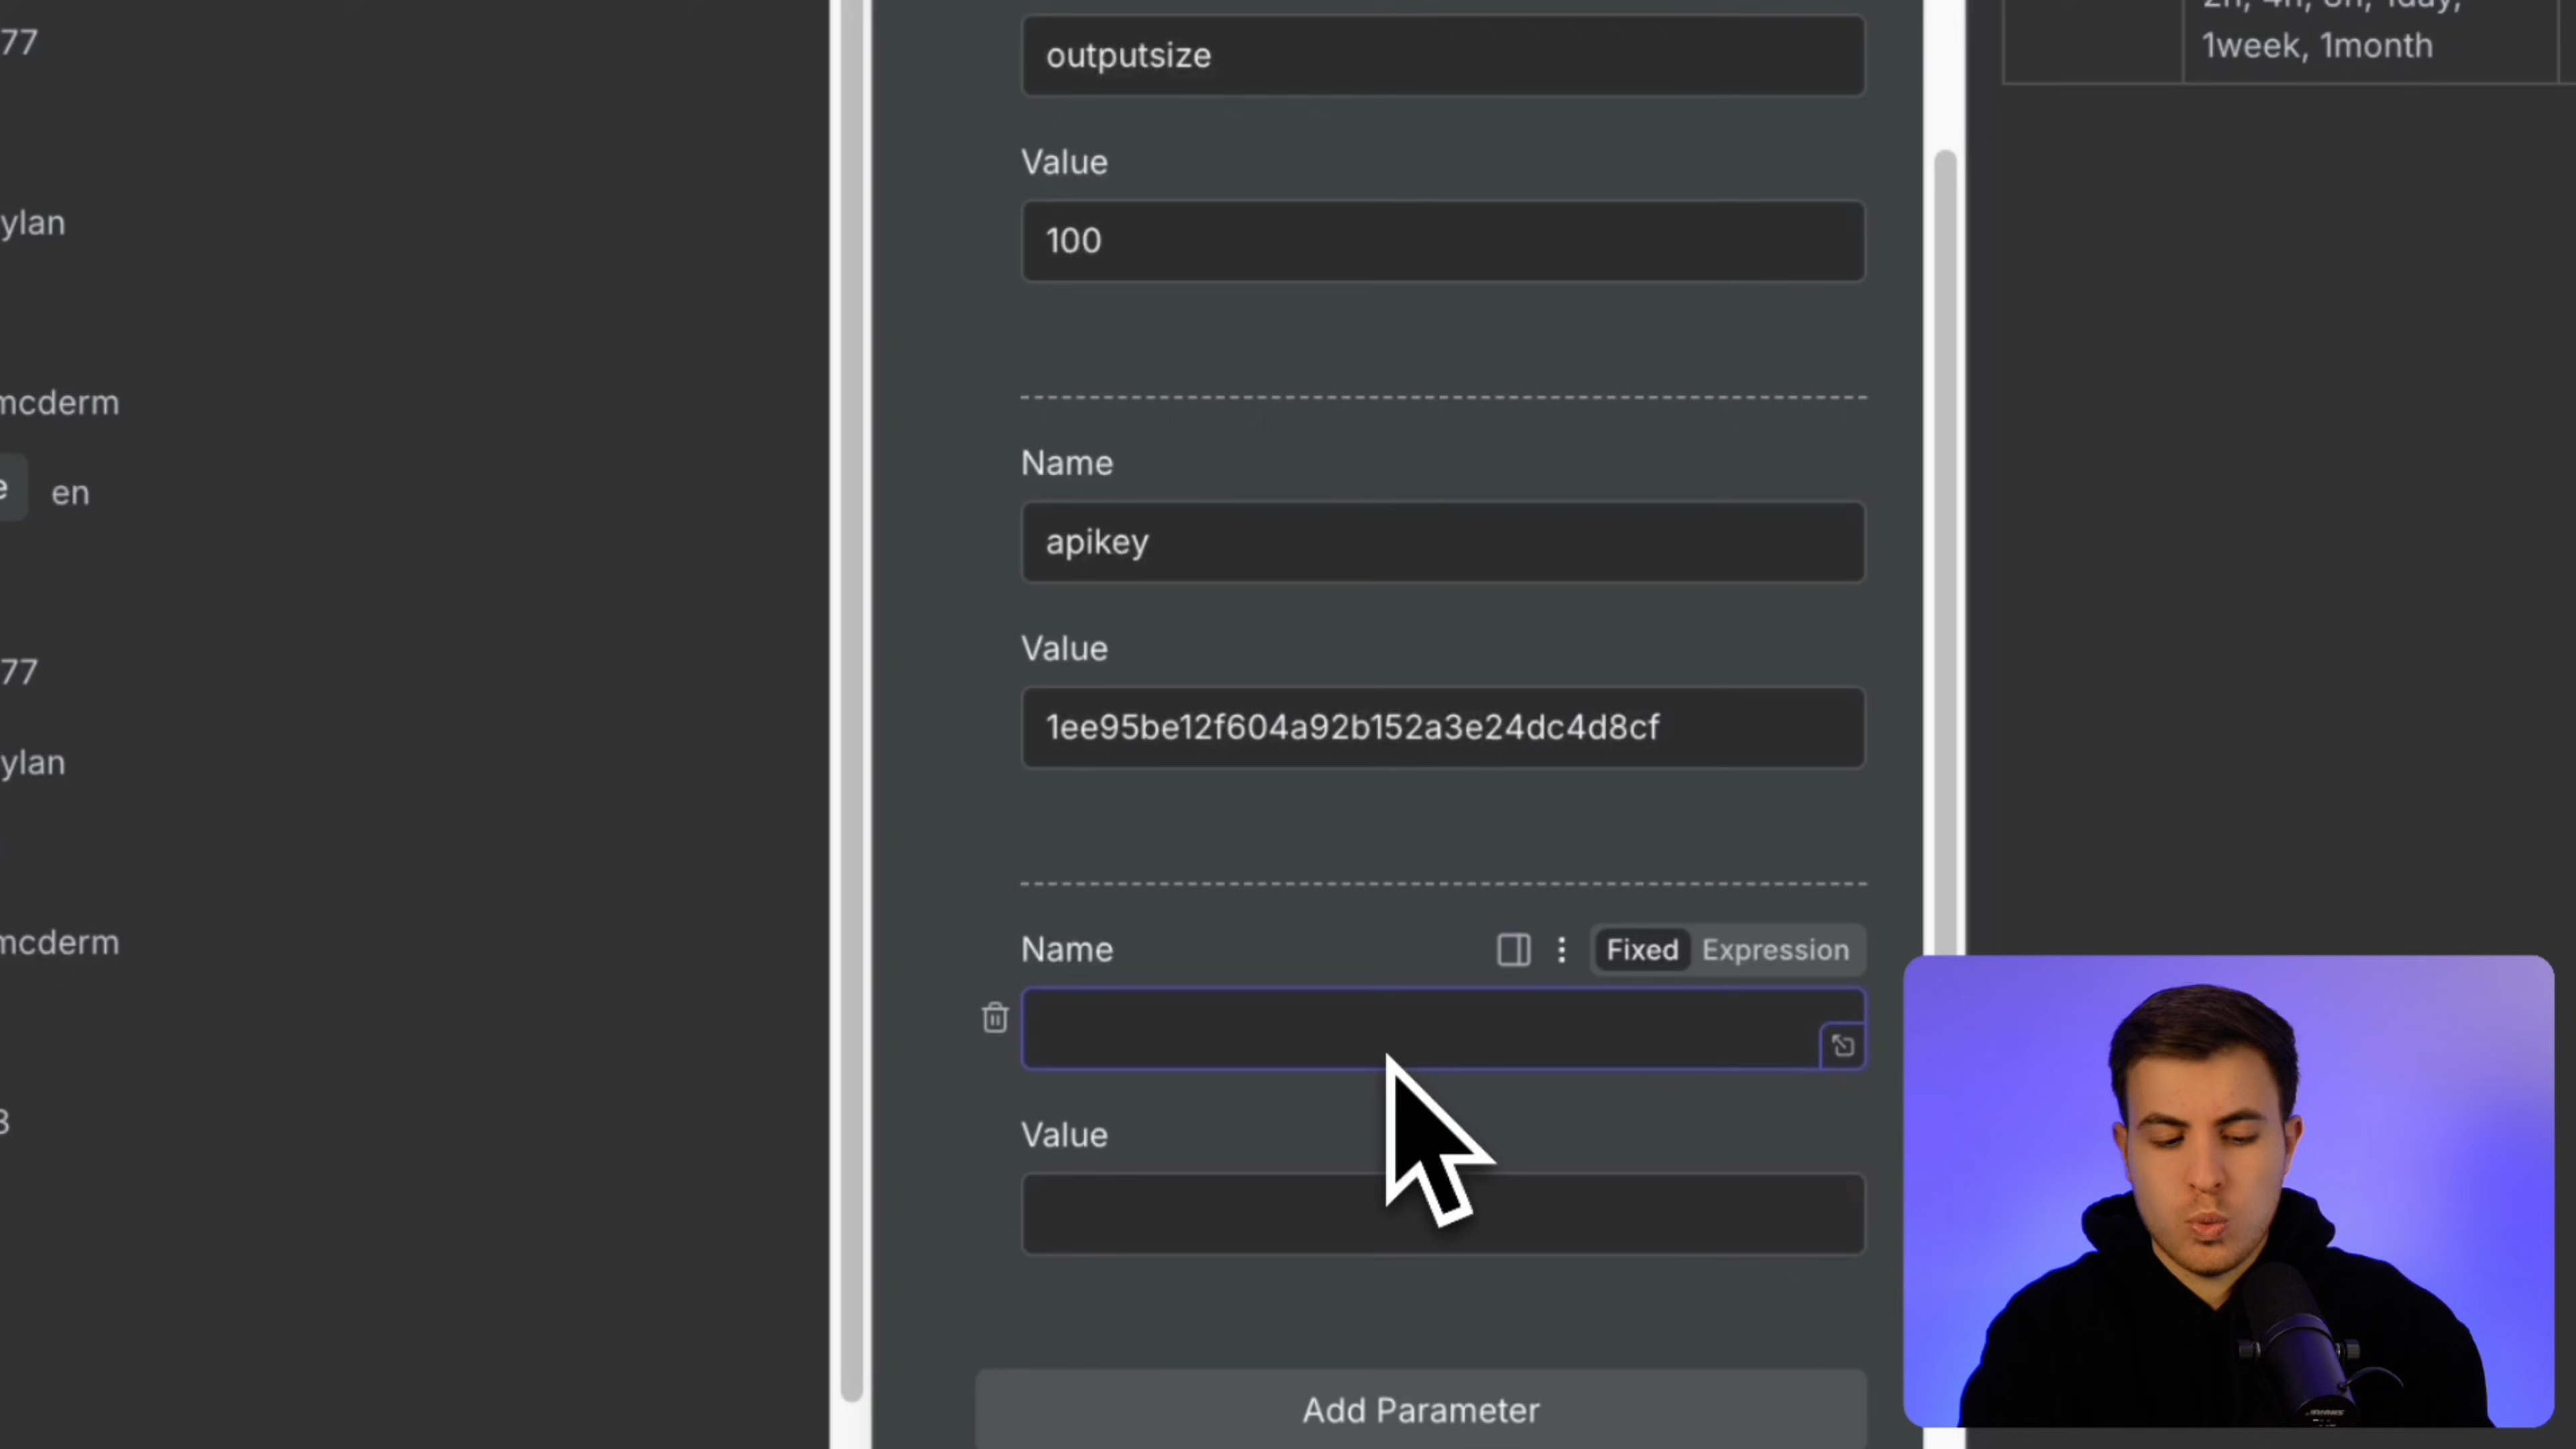 77
ylan
mcderm
en
77
ylan
mcderm
outputsize
Value
100
Name
apikey
Value
1ee95be12f604a92b152a3e24dc4d8cf
Name
Fixed
Expression
Value
Add Parameter
1week, 1month